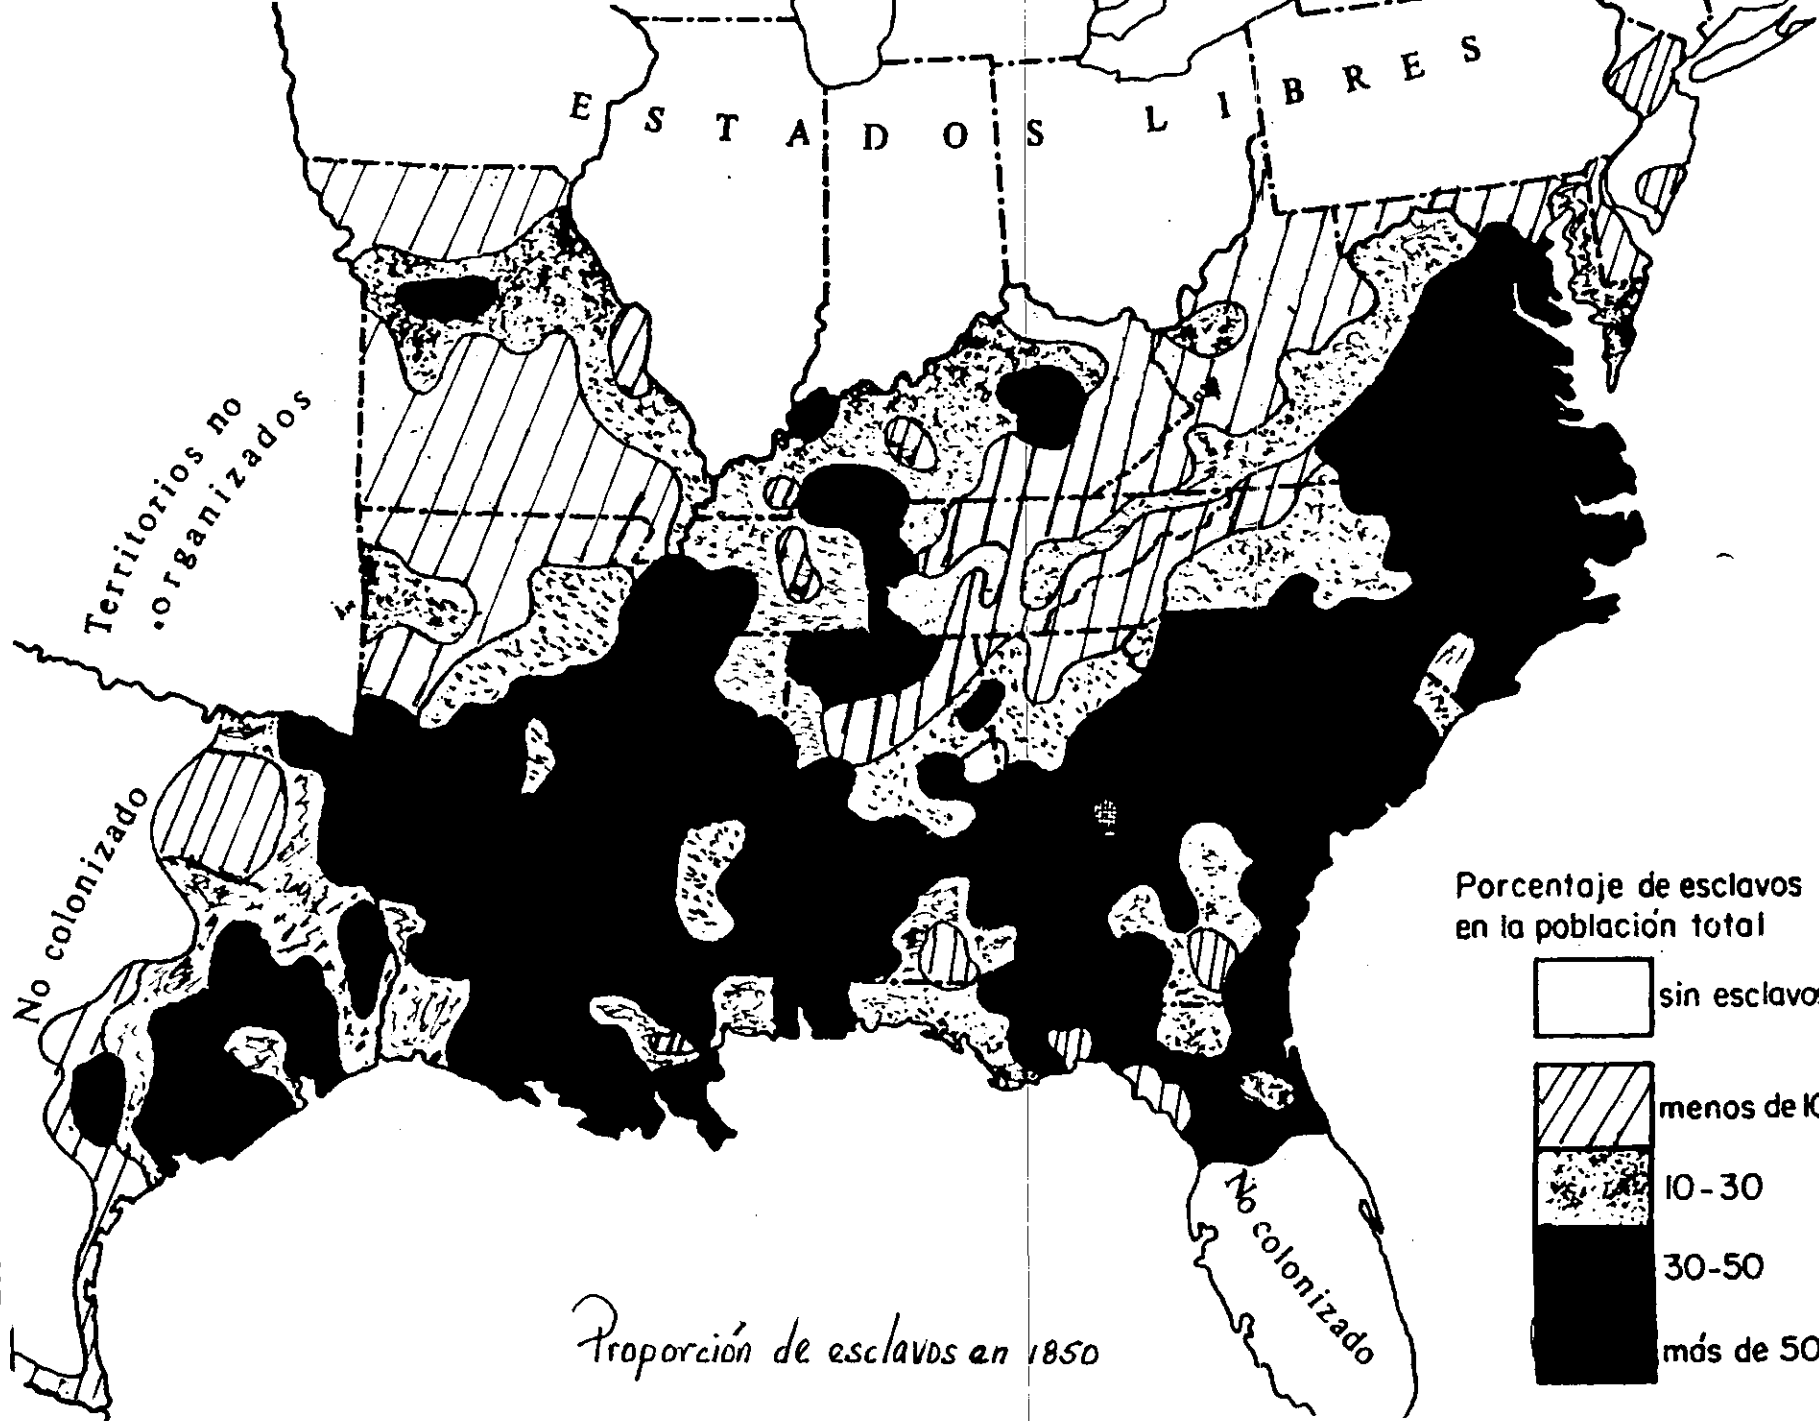 ESTADOS LIBRES
Territorios no
organizados
No colonizado
Porcentaje de esclavos
en la población total
sin esclavos
menos de 10
10-30
30-50
más de 50
No colonizado
Proporción de esclavos en 1850